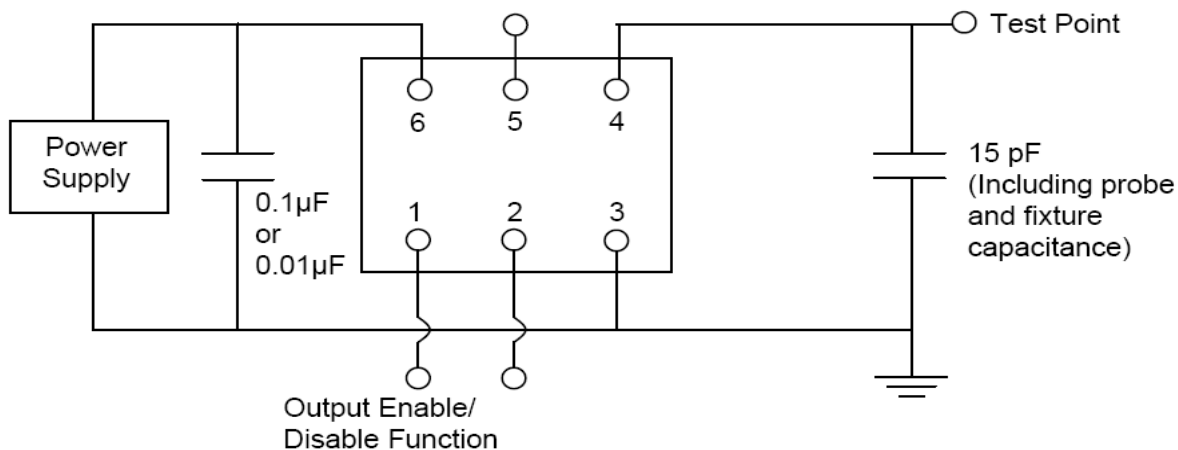 Test Point
6
5
4
Power
Supply
0.1µF
or
0.01µF
15 pF
(Including probe
and fixture
capacitance)
1
2
3
Output Enable/
Disable Function